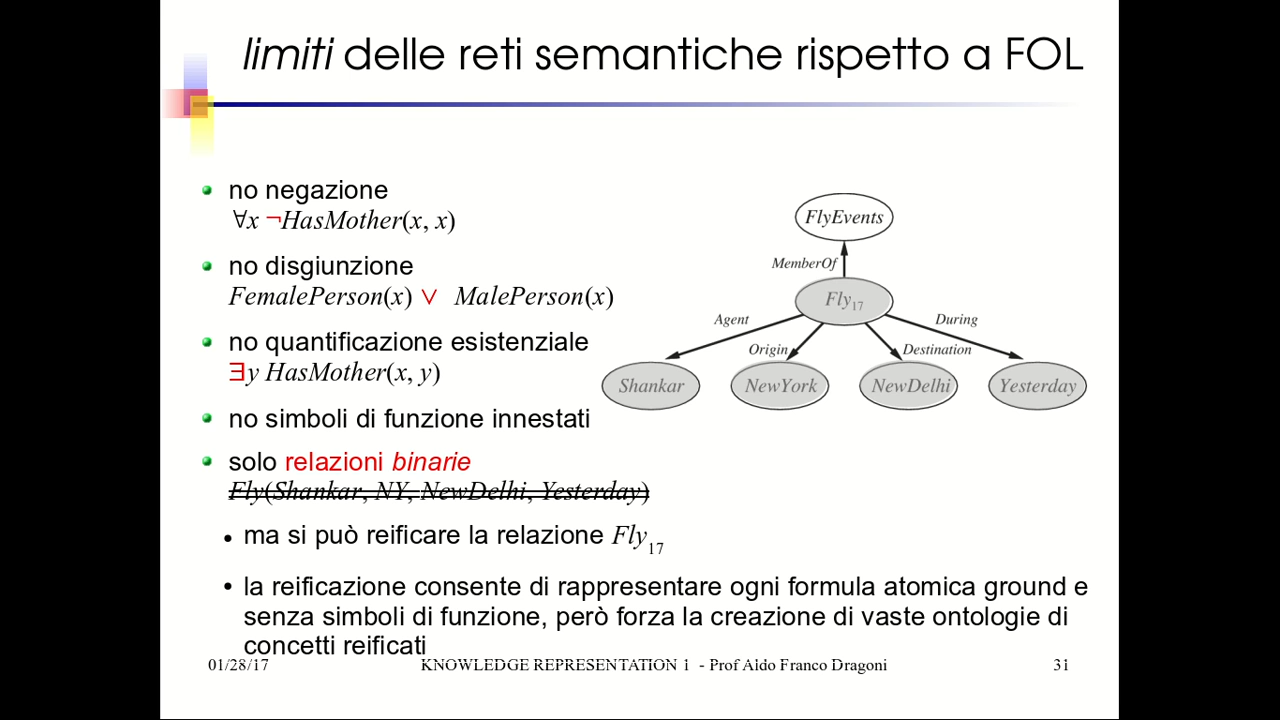 limiti delle reti semantiche rispetto a FOL
no negazione
∀x ¬HasMother(x, x)
no disgiunzione
FemalePerson(x) ∨ MalePerson(x)
no quantificazione esistenziale
∃y HasMother(x, y)
no simboli di funzione innestati
solo relazioni binarie
Fly(Shankar, NY, NewDelhi, Yesterday)
ma si può reificare la relazione Fly17
la reificazione consente di rappresentare ogni formula atomica ground e
senza simboli di funzione, però forza la creazione di vaste ontologie di
concetti reificati
FlyEvents
MemberOf
Fly17
Agent
During
Origin
Destination
Shankar
NewYork
NewDelhi
Yesterday
01/28/17
KNOWLEDGE REPRESENTATION 1 - Prof Aldo Franco Dragoni
31